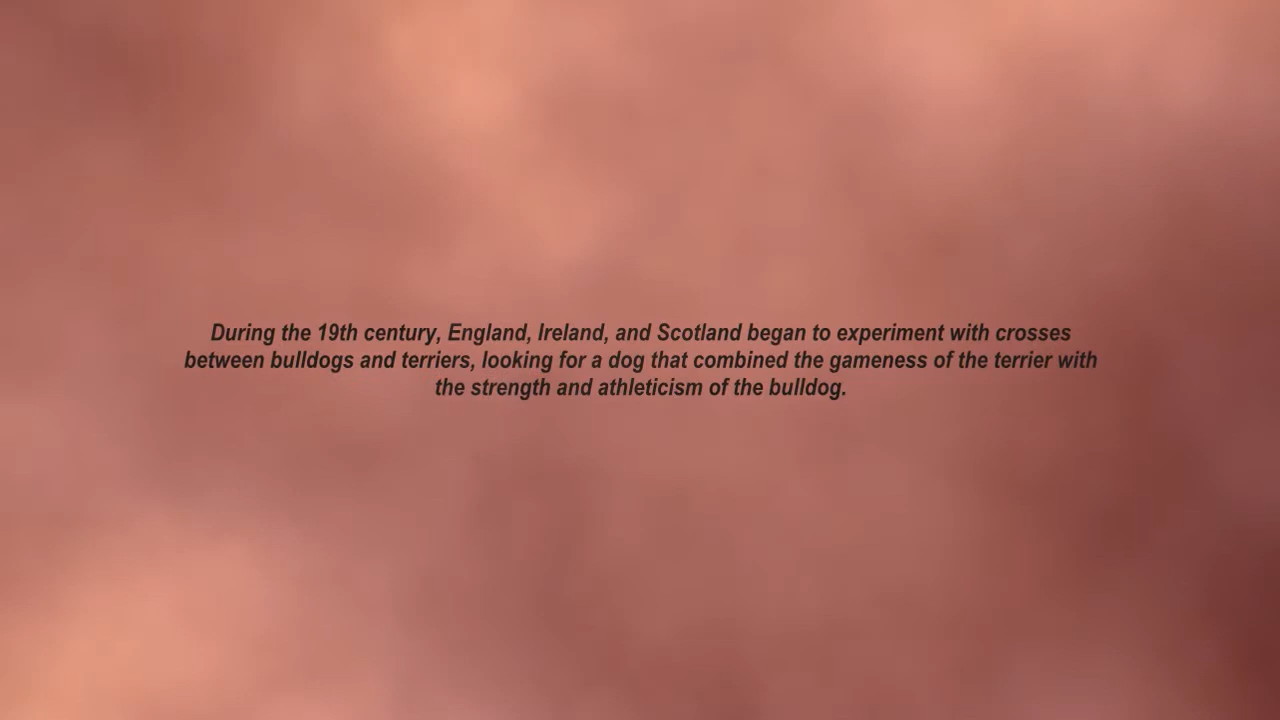 During the 19th century, England, Ireland, and Scotland began to experiment with crosses
between bulldogs and terriers, looking for a dog that combined the gameness of the terrier with
the strength and athleticism of the bulldog.